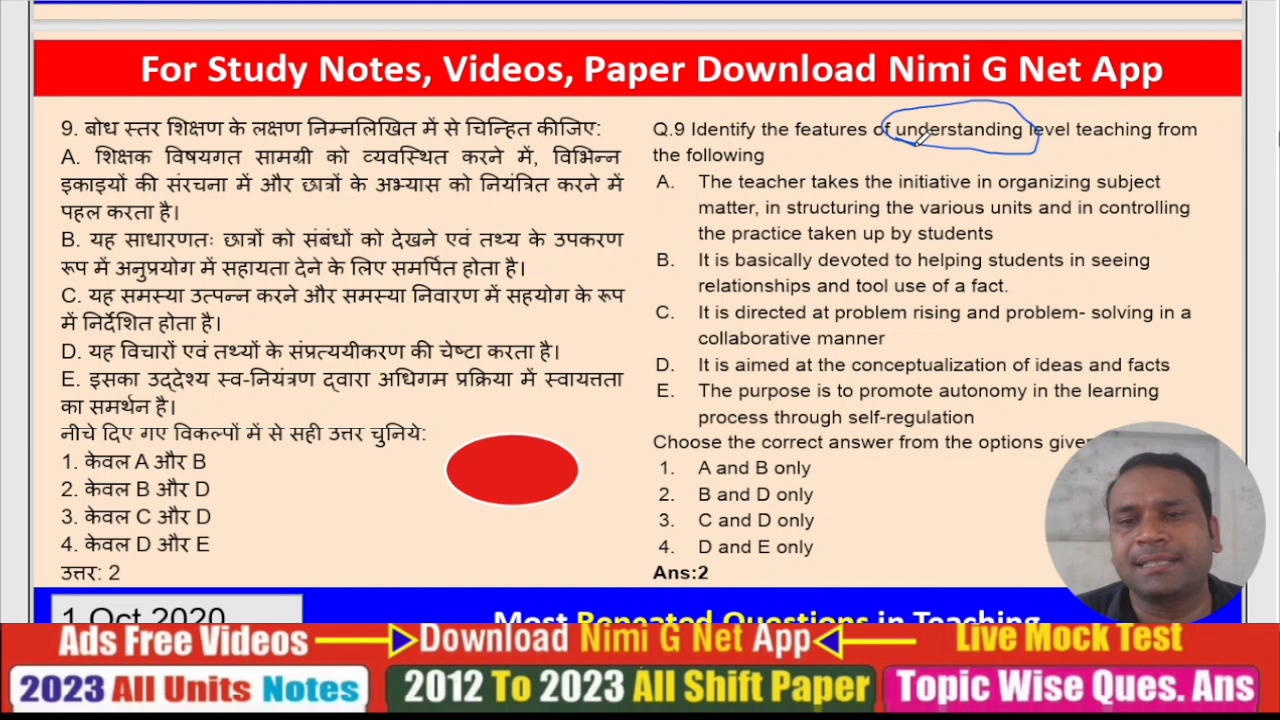 For Study Notes, Videos, Paper Download Nimi G Net App
9. बोध स्तर शिक्षण के लक्षण निम्नलिखित में से चिन्हित कीजिए:
A. शिक्षक विषयगत सामग्री को व्यवस्थित करने में, विभिन्न
इकाइयों की संरचना में और छात्रों के अभ्यास को नियंत्रित करने में
पहल करता है।
B. यह साधारणतः छात्रों को संबंधों को देखने एवं तथ्य के उपकरण
रूप में अनुप्रयोग में सहायता देने के लिए समर्पित होता है।
C. यह समस्या उत्पन्न करने और समस्या निवारण में सहयोग के रूप
में निर्देशित होता है।
D. यह विचारों एवं तथ्यों के संप्रत्ययीकरण की चेष्टा करता है।
E. इसका उद्देश्य स्व-नियंत्रण द्वारा अधिगम प्रक्रिया में स्वायत्तता
का समर्थन है।
नीचे दिए गए विकल्पों में से सही उत्तर चुनिये:
1. केवल A और B
2. केवल B और D
3. केवल C और D
4. केवल D और E
उत्तर: 2
Q.9 Identify the features of understanding level teaching from
the following
A. The teacher takes the initiative in organizing subject
matter, in structuring the various units and in controlling
the practice taken up by students
B. It is basically devoted to helping students in seeing
relationships and tool use of a fact.
C. It is directed at problem rising and problem- solving in a
collaborative manner
D. It is aimed at the conceptualization of ideas and facts
E. The purpose is to promote autonomy in the learning
process through self-regulation
Choose the correct answer from the options given
1. A and B only
2. B and D only
3. C and D only
4. D and E only
Ans:2
1 Oct 2020
Most Repeated Questions in Teaching
Ads Free Videos Download Nimi G Net App Live Mock Test
2023 All Units Notes 2012 To 2023 All Shift Paper Topic Wise Ques. Ans